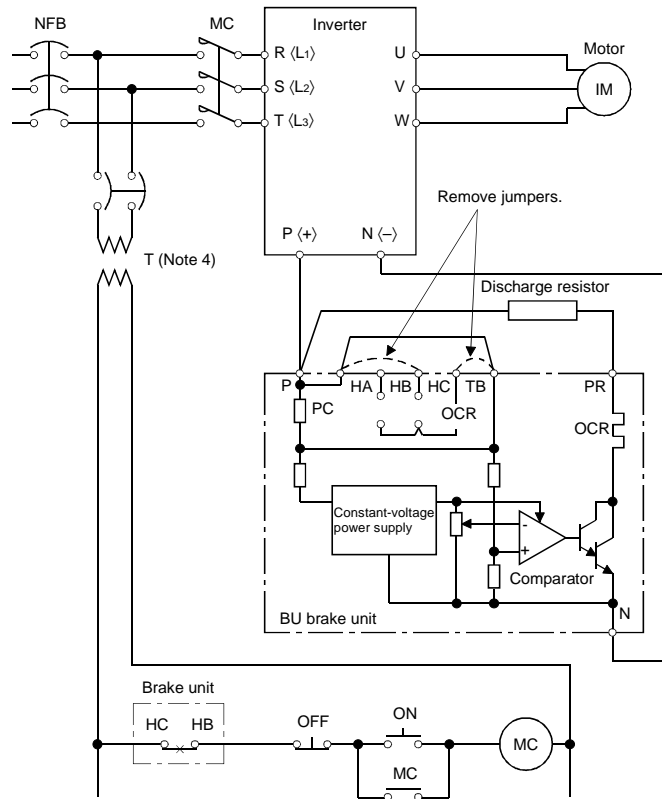 NFB
MC
Inverter
R ⟨L1⟩
S ⟨L2⟩
T ⟨L3⟩
U
V
W
Motor
IM
P ⟨+⟩
N ⟨−⟩
Remove jumpers.
T (Note 4)
Discharge resistor
P
HA
HB
HC
TB
PR
PC
OCR
OCR
Constant-voltage
power supply
-
+
Comparator
N
BU brake unit
Brake unit
HC
HB
OFF
ON
MC
MC